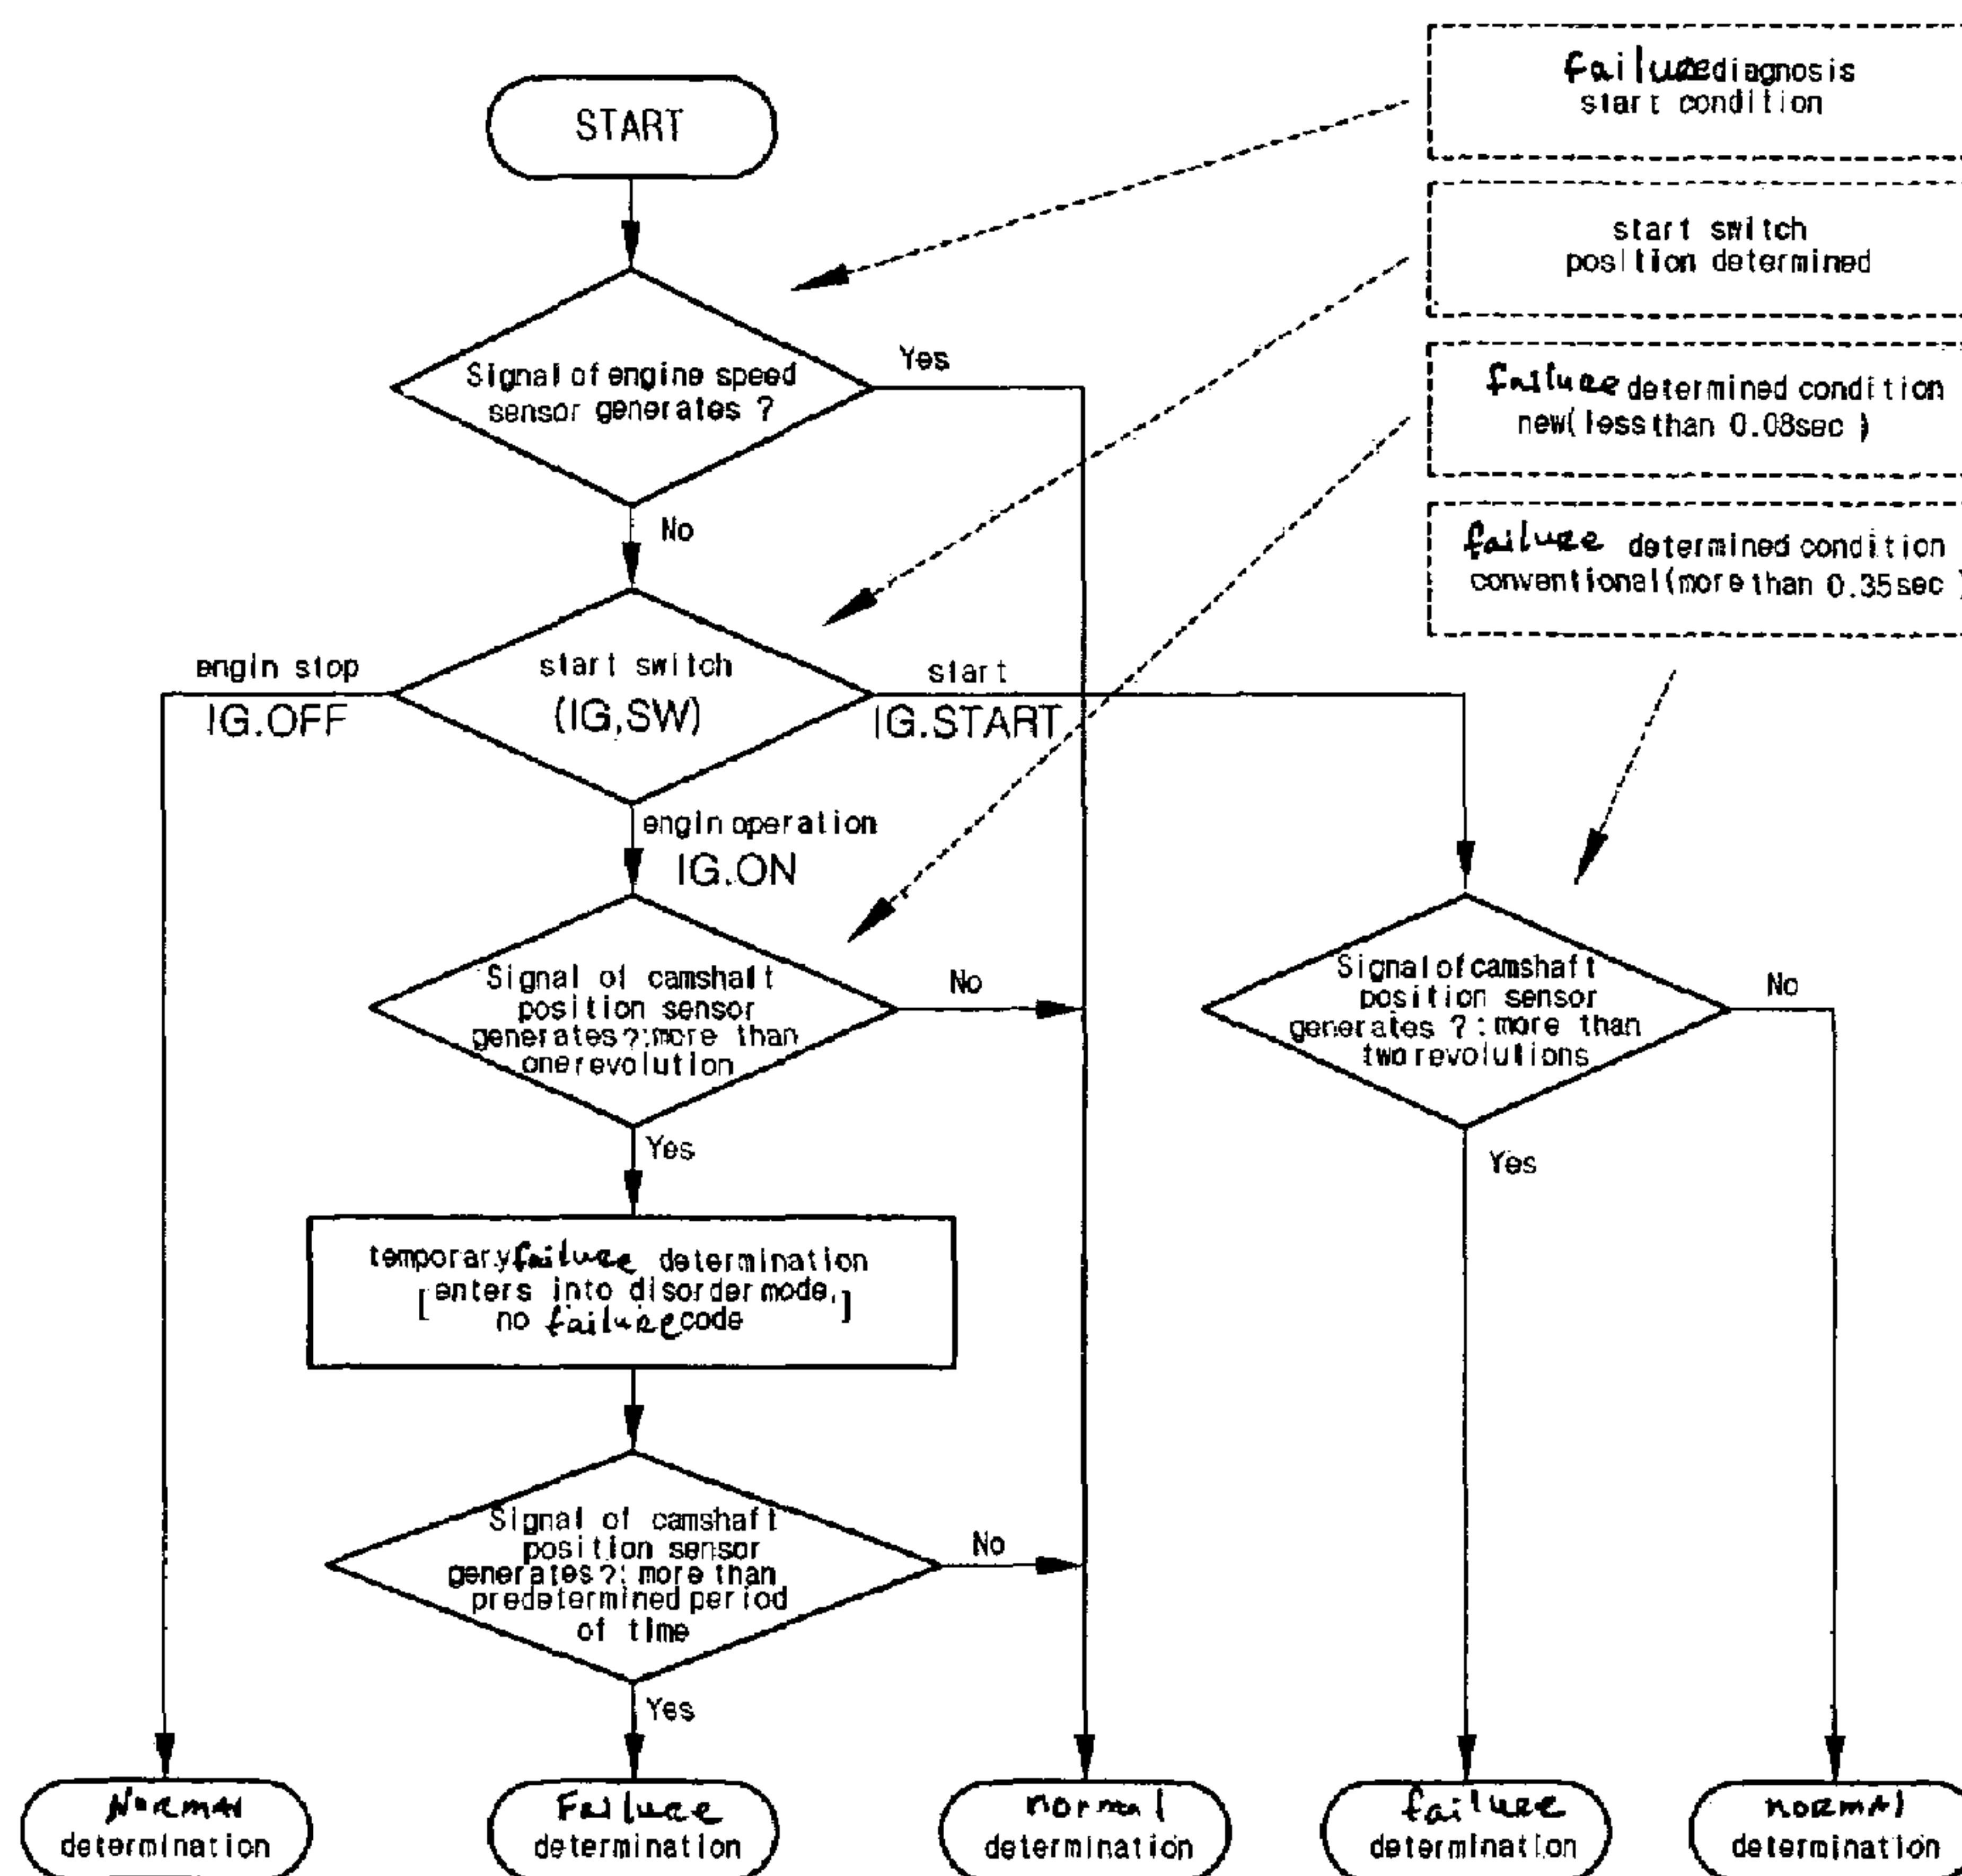 START
failure diagnosis
start condition
start switch
position determined
failure determined condition
new(less than 0.08sec )
failure determined condition
conventional(more than 0.35sec )
Signal of engine speed
sensor generates ?
Yes
No
start switch
(IG,SW)
engin stop
IG.OFF
start
IG.START
engin operation
IG.ON
Signal of camshaft
position sensor
generates?:more than
one revolution
No
Yes
Signal of camshaft
position sensor
generates ?:more than
two revolutions
No
Yes
temporary failure determination
[enters into disorder mode,]
no failure code
Signal of camshaft
position sensor
generates?: more than
predetermined period
of time
No
Yes
Normal
determination
Failure
determination
normal
determination
failure
determination
normal
determination